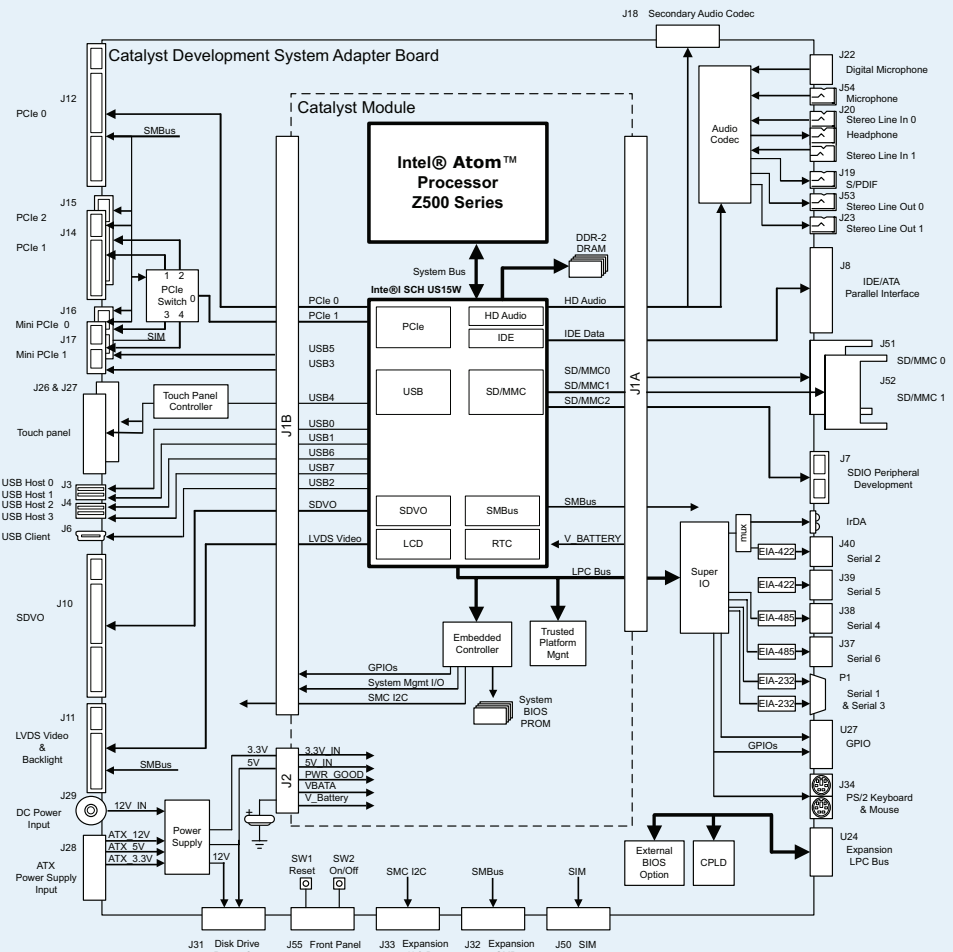 J18 Secondary Audio Codec
Catalyst Development System Adapter Board
J12
PCIe 0
SMBus
J15
PCIe 2
J14
PCIe 1
1 2
PCIe
Switch 0
3 4
J16
Mini PCIe 0
J17
SIM
Mini PCIe 1
J26 & J27
Touch Panel
Controller
Touch panel
USB Host 0 J3
USB Host 1
USB Host 2 J4
USB Host 3
J6
USB Client
J10
SDVO
J11
LVDS Video
&
Backlight
SMBus
J29
DC Power
Input
12V_IN
J28
ATX
Power Supply
Input
ATX_12V
ATX_5V
ATX_3.3V
Power
Supply
12V
3.3V
5V
J2
3.3V_IN
5V_IN
PWR_GOOD
VBATA
V_Battery
+
Catalyst Module
Intel® Atom™
Processor
Z500 Series
System Bus
DDR-2
DRAM
Intel®l SCH US15W
PCIe 0
PCIe 1
USB5
USB3
USB4
USB0
USB1
USB6
USB7
USB2
SDVO
LVDS Video
J1B
PCIe
HD Audio
IDE
USB
SD/MMC
SDVO
SMBus
LCD
RTC
HD Audio
IDE Data
SD/MMC0
SD/MMC1
SD/MMC2
SMBus
V_BATTERY
LPC Bus
J1A
Embedded
Controller
Trusted
Platform
Mgnt
GPIOs
System Mgmt I/O
SMC I2C
System
BIOS
PROM
Audio
Codec
J22
Digital Microphone
J54
Microphone
J20
Stereo Line In 0
Headphone
Stereo Line In 1
J19
S/PDIF
J53
Stereo Line Out 0
J23
Stereo Line Out 1
J8
IDE/ATA
Parallel Interface
J51
SD/MMC 0
J52
SD/MMC 1
J7
SDIO Peripheral
Development
Super
IO
mux
IrDA
EIA-422
J40
Serial 2
EIA-422
J39
Serial 5
EIA-485
J38
Serial 4
EIA-485
J37
Serial 6
EIA-232
P1
Serial 1
& Serial 3
EIA-232
U27
GPIO
GPIOs
J34
PS/2 Keyboard
& Mouse
U24
Expansion
LPC Bus
External
BIOS
Option
CPLD
SW1
Reset
SW2
On/Off
SMC I2C
SMBus
SIM
J31 Disk Drive
J55 Front Panel
J33 Expansion
J32 Expansion
J50 SIM